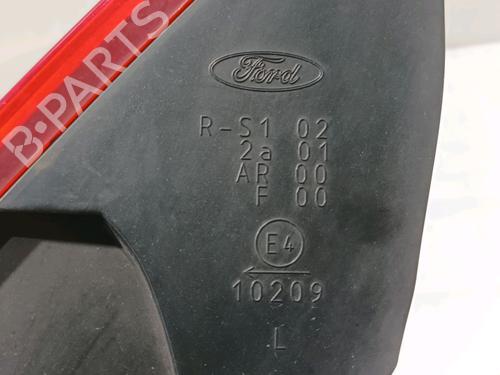 Ford
R-S1 02
2a 01
AR 00
F 00
E4
10209
L
B-PARTS